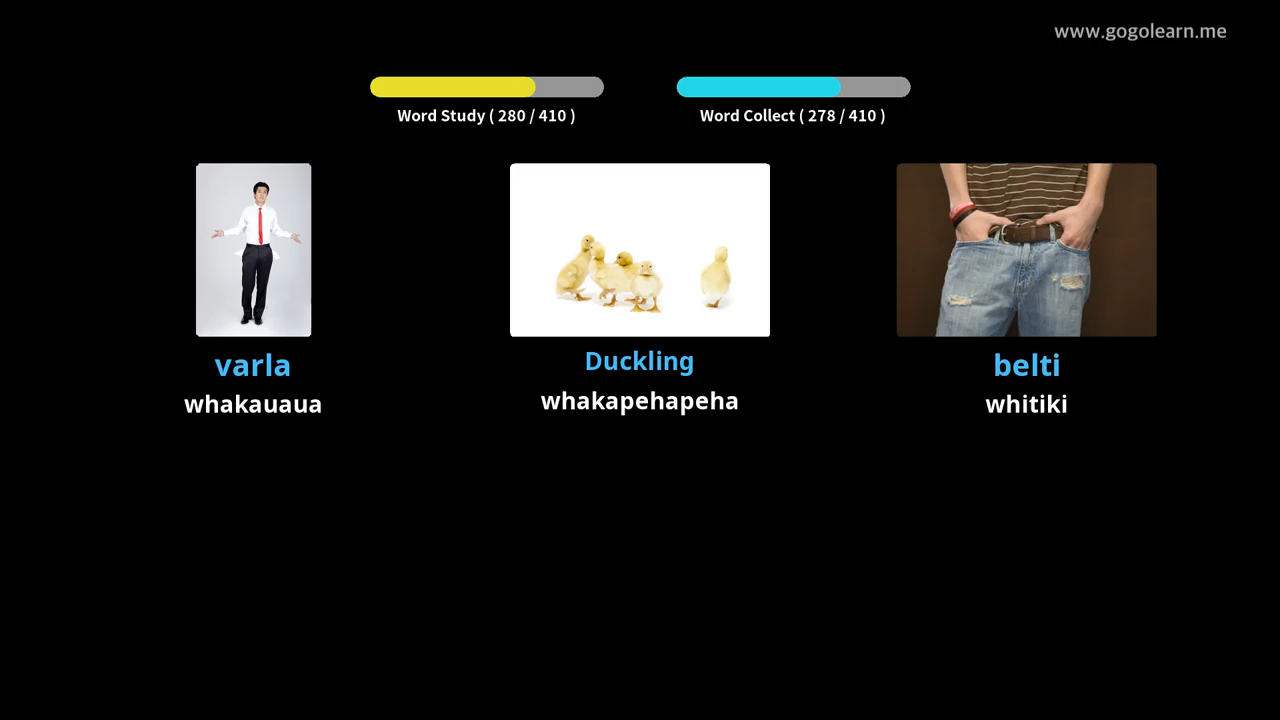 www.gogolearn.me
Word Study ( 280 / 410 )
Word Collect ( 278 / 410 )
varla
whakauaua
Duckling
whakapehapeha
belti
whitiki